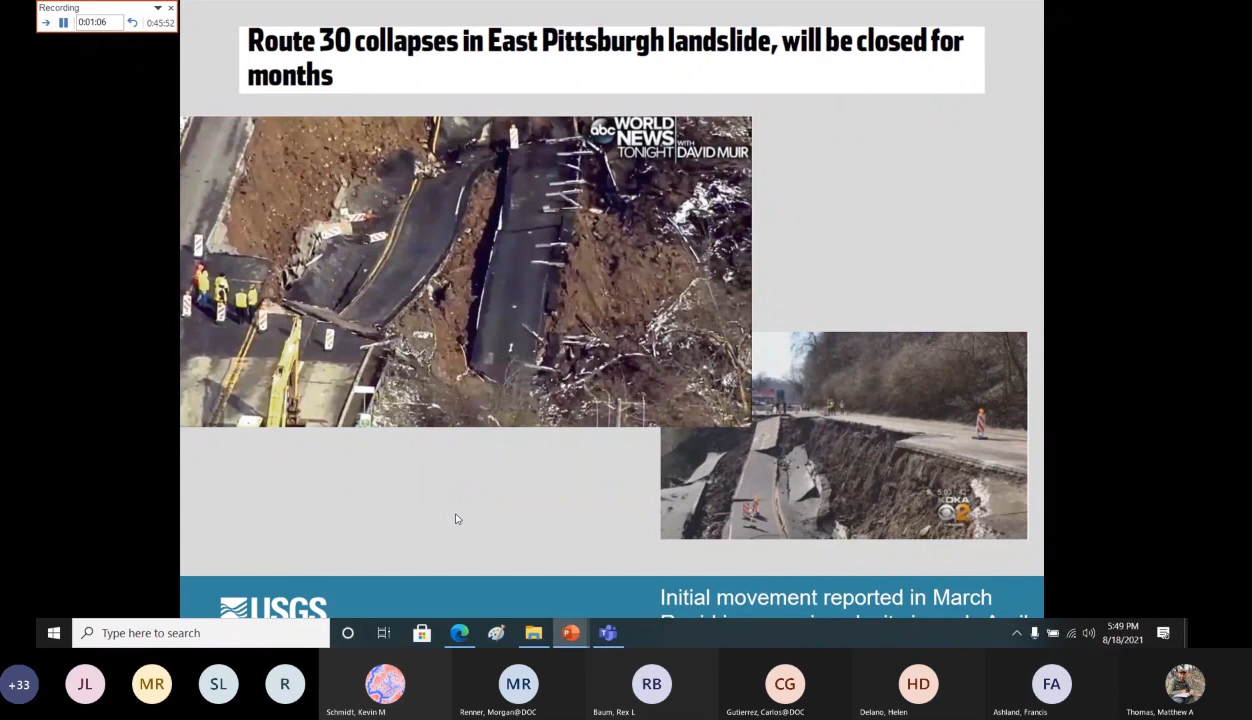 Recording
0:01:06
0:45:52
Route 30 collapses in East Pittsburgh landslide, will be closed for
months
abc WORLD
NEWS WITH
TONIGHT DAVID MUIR
KDKA
2
USGS
Initial movement reported in March
Type here to search
5:49 PM
8/18/2021
+33
JL
MR
SL
R
MR
RB
CG
HD
FA
Schmidt, Kevin M
Renner, Morgan@DOC
Baum, Rex L
Gutierrez, Carlos@DOC
Delano, Helen
Ashland, Francis
Thomas, Matthew A